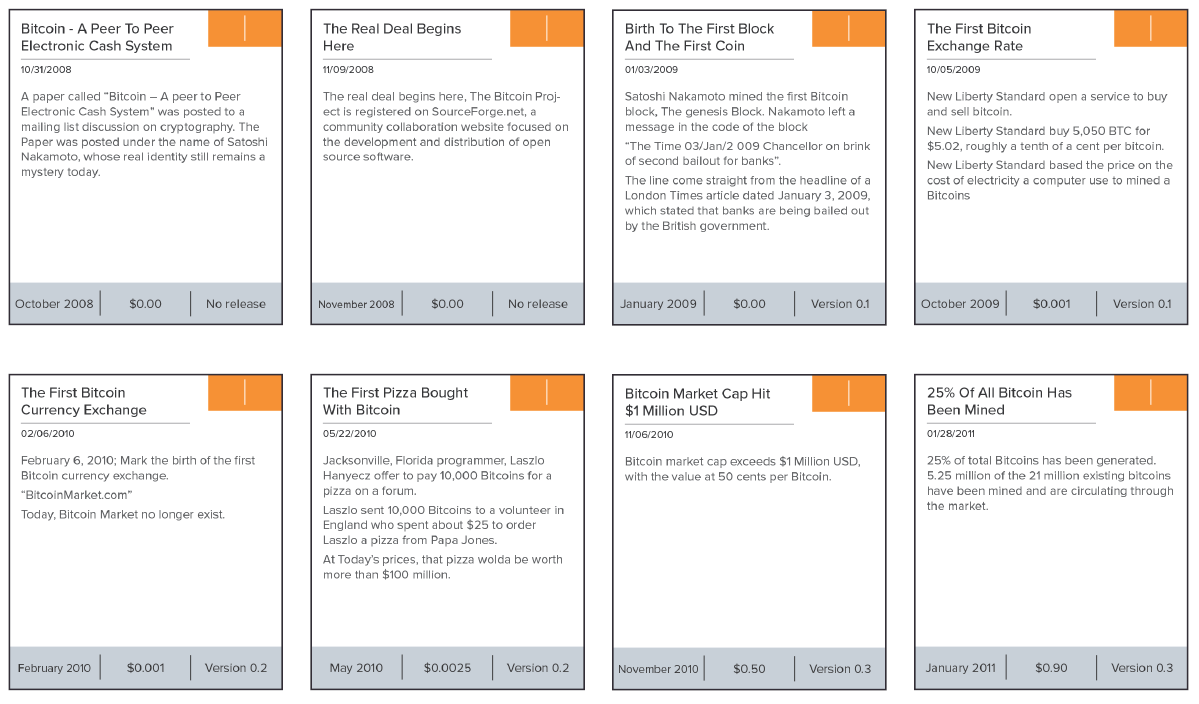 Bitcoin - A Peer To Peer
Electronic Cash System
10/31/2008
A paper called “Bitcoin – A peer to Peer
Electronic Cash System” was posted to a
mailing list discussion on cryptography. The
Paper was posted under the name of Satoshi
Nakamoto, whose real identity still remains a
mystery today.
October 2008 $0.00 No release
The Real Deal Begins
Here
11/09/2008
The real deal begins here, The Bitcoin Proj-
ect is registered on SourceForge.net, a
community collaboration website focused on
the development and distribution of open
source software.
November 2008 $0.00 No release
Birth To The First Block
And The First Coin
01/03/2009
Satoshi Nakamoto mined the first Bitcoin
block, The genesis Block. Nakamoto left a
message in the code of the block
“The Time 03/Jan/2 009 Chancellor on brink
of second bailout for banks”.
The line come straight from the headline of a
London Times article dated January 3, 2009,
which stated that banks are being bailed out
by the British government.
January 2009 $0.00 Version 0.1
The First Bitcoin
Exchange Rate
10/05/2009
New Liberty Standard open a service to buy
and sell bitcoin.
New Liberty Standard buy 5,050 BTC for
$5.02, roughly a tenth of a cent per bitcoin.
New Liberty Standard based the price on the
cost of electricity a computer use to mined a
Bitcoins
October 2009 $0.001 Version 0.1
The First Bitcoin
Currency Exchange
02/06/2010
February 6, 2010; Mark the birth of the first
Bitcoin currency exchange.
“BitcoinMarket.com”
Today, Bitcoin Market no longer exist.
February 2010 $0.001 Version 0.2
The First Pizza Bought
With Bitcoin
05/22/2010
Jacksonville, Florida programmer, Laszlo
Hanyecz offer to pay 10,000 Bitcoins for a
pizza on a forum.
Laszlo sent 10,000 Bitcoins to a volunteer in
England who spent about $25 to order
Laszlo a pizza from Papa Jones.
At Today’s prices, that pizza wolda be worth
more than $100 million.
May 2010 $0.0025 Version 0.2
Bitcoin Market Cap Hit
$1 Million USD
11/06/2010
Bitcoin market cap exceeds $1 Million USD,
with the value at 50 cents per Bitcoin.
November 2010 $0.50 Version 0.3
25% Of All Bitcoin Has
Been Mined
01/28/2011
25% of total Bitcoins has been generated.
5.25 million of the 21 million existing bitcoins
have been mined and are circulating through
the market.
January 2011 $0.90 Version 0.3